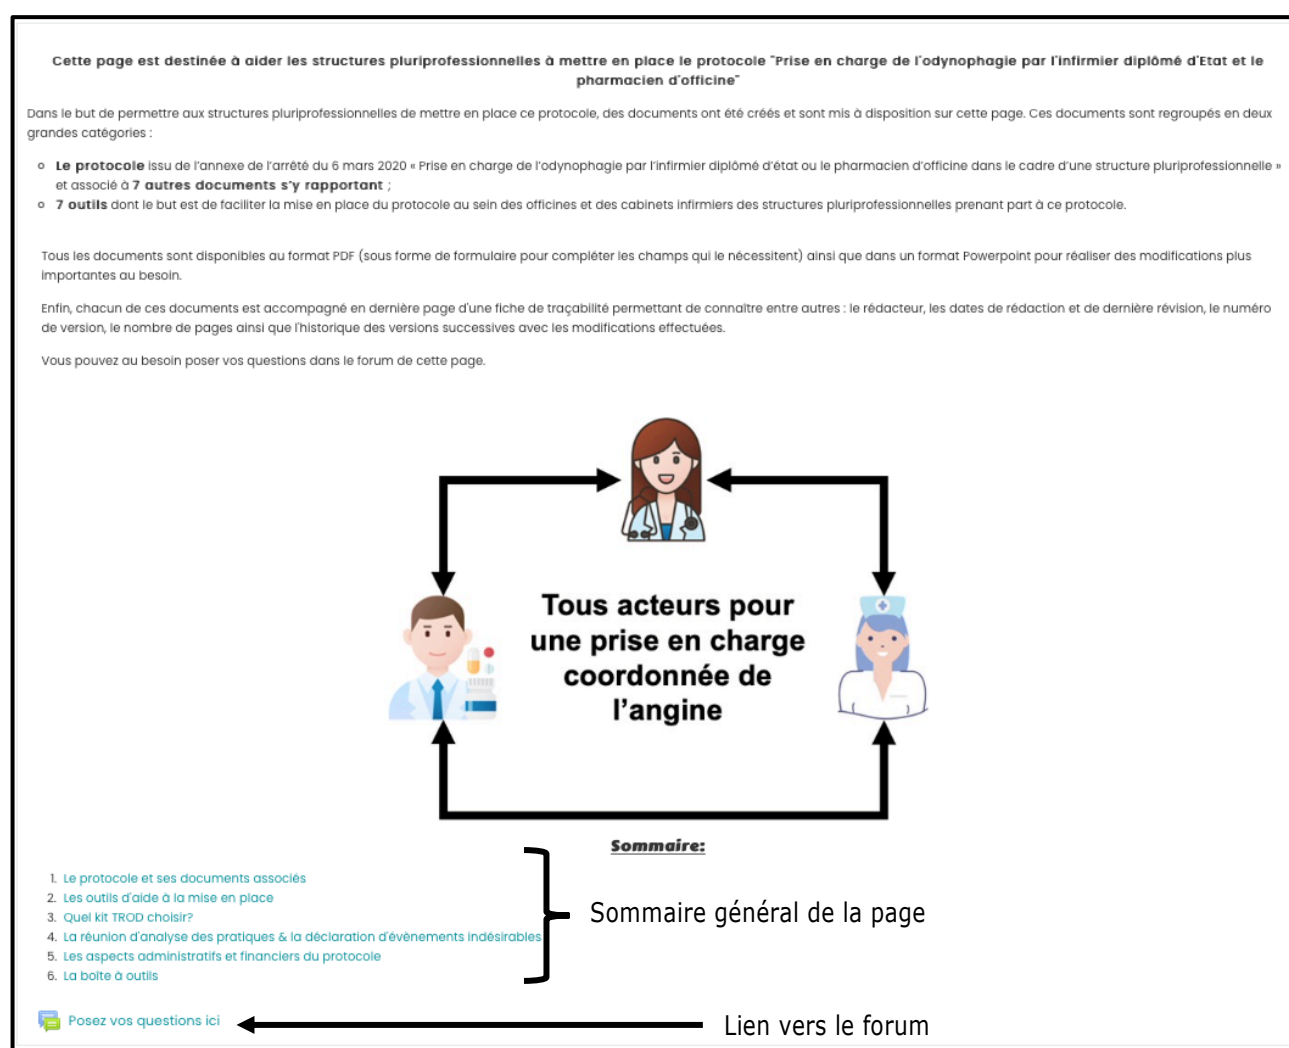 Cette page est destinée à aider les structures pluriprofessionnelles à mettre en place le protocole "Prise en charge de l'odynophagie par l'infirmier diplômé d'Etat et le
pharmacien d'officine"
Dans le but de permettre aux structures pluriprofessionnelles de mettre en place ce protocole, des documents ont été créés et sont mis à disposition sur cette page. Ces documents sont regroupés en deux
grandes catégories :
Le protocole issu de l'annexe de l'arrêté du 6 mars 2020 « Prise en charge de l'odynophagie par l'infirmier diplômé d'état ou le pharmacien d'officine dans le cadre d'une structure pluriprofessionnelle »
et associé à 7 autres documents s'y rapportant ;
7 outils dont le but est de faciliter la mise en place du protocole au sein des officines et des cabinets infirmiers des structures pluriprofessionnelles prenant part à ce protocole.
Tous les documents sont disponibles au format PDF (sous forme de formulaire pour compléter les champs qui le nécessitent) ainsi que dans un format Powerpoint pour réaliser des modifications plus
importantes au besoin.
Enfin, chacun de ces documents est accompagné en dernière page d'une fiche de traçabilité permettant de connaître entre autres : le rédacteur, les dates de rédaction et de dernière révision, le numéro
de version, le nombre de pages ainsi que l'historique des versions successives avec les modifications effectuées.
Vous pouvez au besoin poser vos questions dans le forum de cette page.
Tous acteurs pour
une prise en charge
coordonnée de
l'angine
Sommaire:
1. Le protocole et ses documents associés
2. Les outils d'aide à la mise en place
3. Quel kit TROD choisir?
4. La réunion d'analyse des pratiques & la déclaration d'évènements indésirables
5. Les aspects administratifs et financiers du protocole
6. La boîte à outils
Sommaire général de la page
Posez vos questions ici
Lien vers le forum